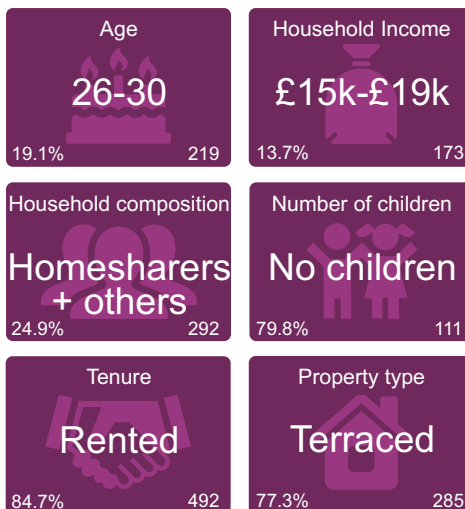 Age
26-30
19.1% 219
Household Income
£15k-£19k
13.7% 173
Household composition
Homesharers
+ others
24.9% 292
Number of children
No children
79.8% 111
Tenure
Rented
84.7% 492
Property type
Terraced
77.3% 285